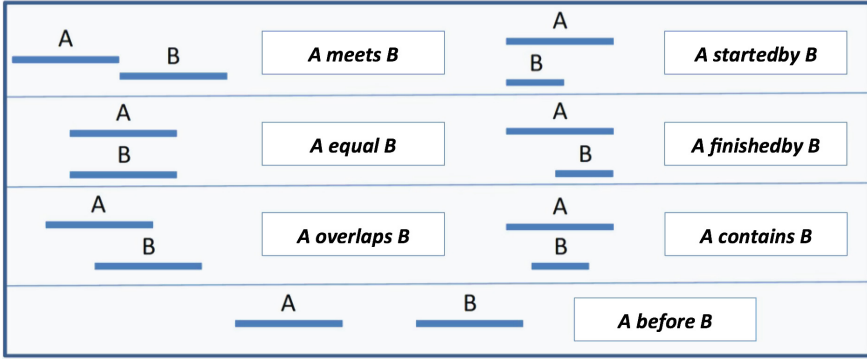 A
B
A meets B
A
B
A startedby B
A
B
A equal B
A
B
A finishedby B
A
B
A overlaps B
A
B
A contains B
A
B
A before B